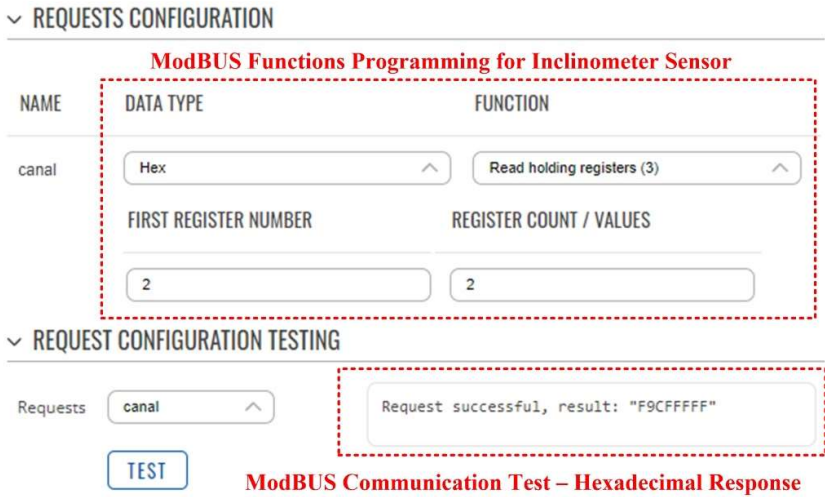 REQUESTS CONFIGURATION
ModBUS Functions Programming for Inclinometer Sensor
NAME DATA TYPE FUNCTION
canal Hex Read holding registers (3)
FIRST REGISTER NUMBER REGISTER COUNT / VALUES
2 2
REQUEST CONFIGURATION TESTING
Requests canal Request successful, result: "F9CFFFFF"
TEST
ModBUS Communication Test – Hexadecimal Response